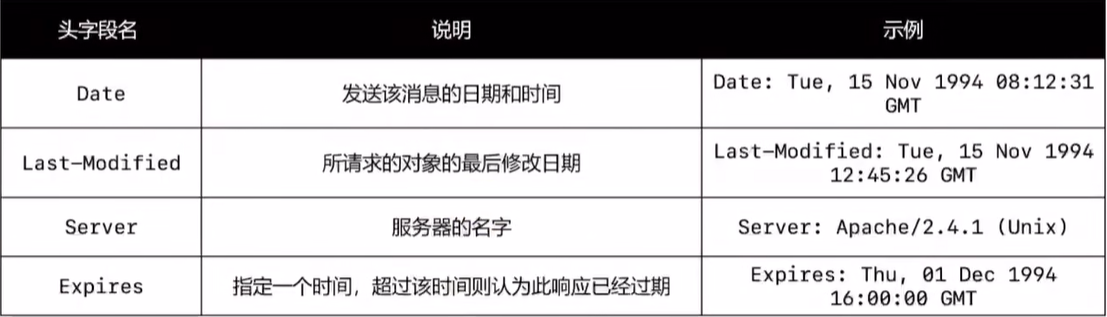 头字段名 说明 示例
Date 发送该消息的日期和时间 Date: Tue, 15 Nov 1994 08:12:31
GMT
Last-Modified 所请求的对象的最后修改日期 Last-Modified: Tue, 15 Nov 1994
12:45:26 GMT
Server 服务器的名字 Server: Apache/2.4.1 (Unix)
Expires 指定一个时间，超过该时间则认为此响应已经过期 Expires: Thu, 01 Dec 1994
16:00:00 GMT